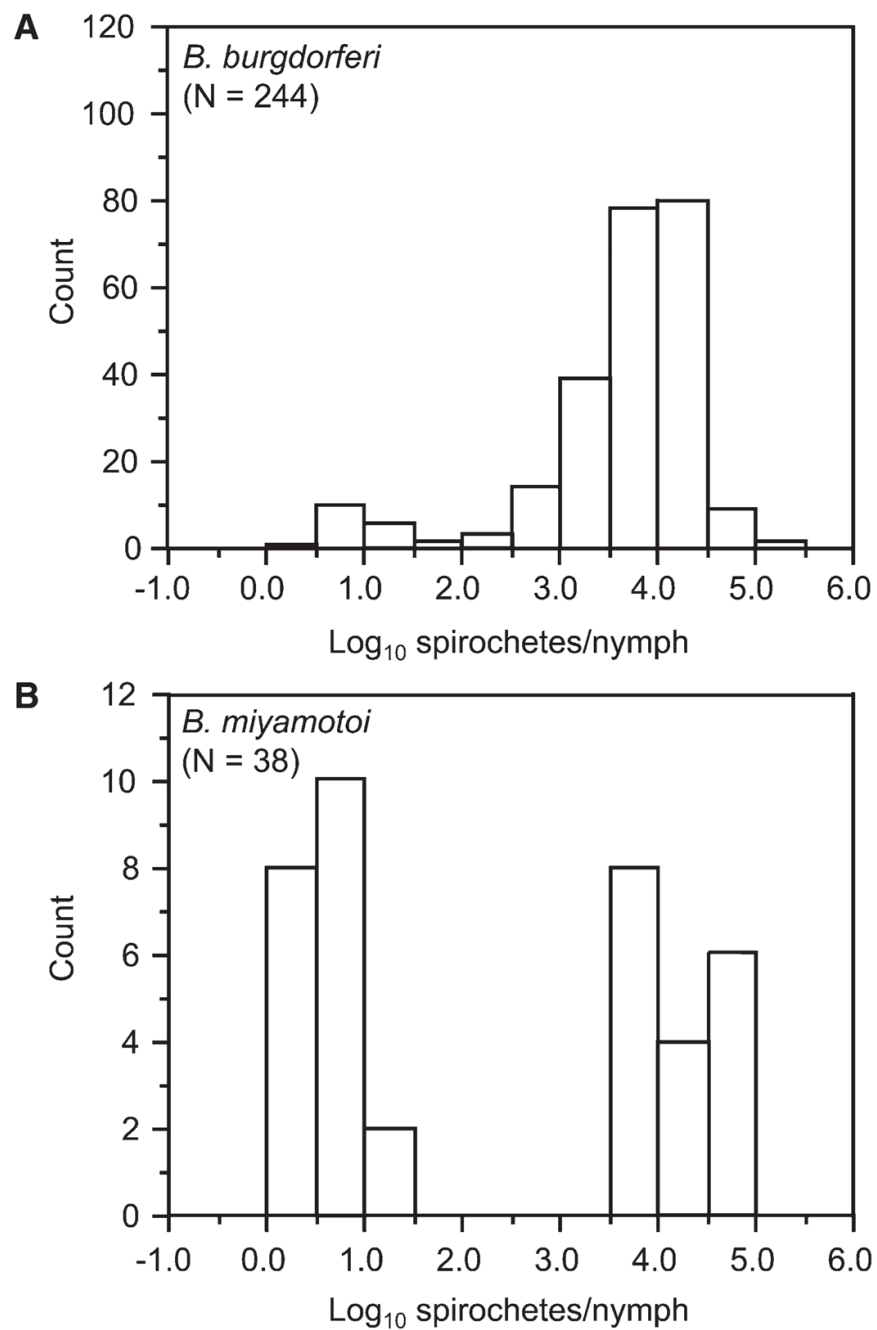 A
B. burgdorferi
(N = 244)
120
100
80
60
40
20
0
Count
-1.0 0.0 1.0 2.0 3.0 4.0 5.0 6.0
Log₁₀ spirochetes/nymph
B
B. miyamotoi
(N = 38)
12
10
8
6
4
2
0
Count
-1.0 0.0 1.0 2.0 3.0 4.0 5.0 6.0
Log₁₀ spirochetes/nymph